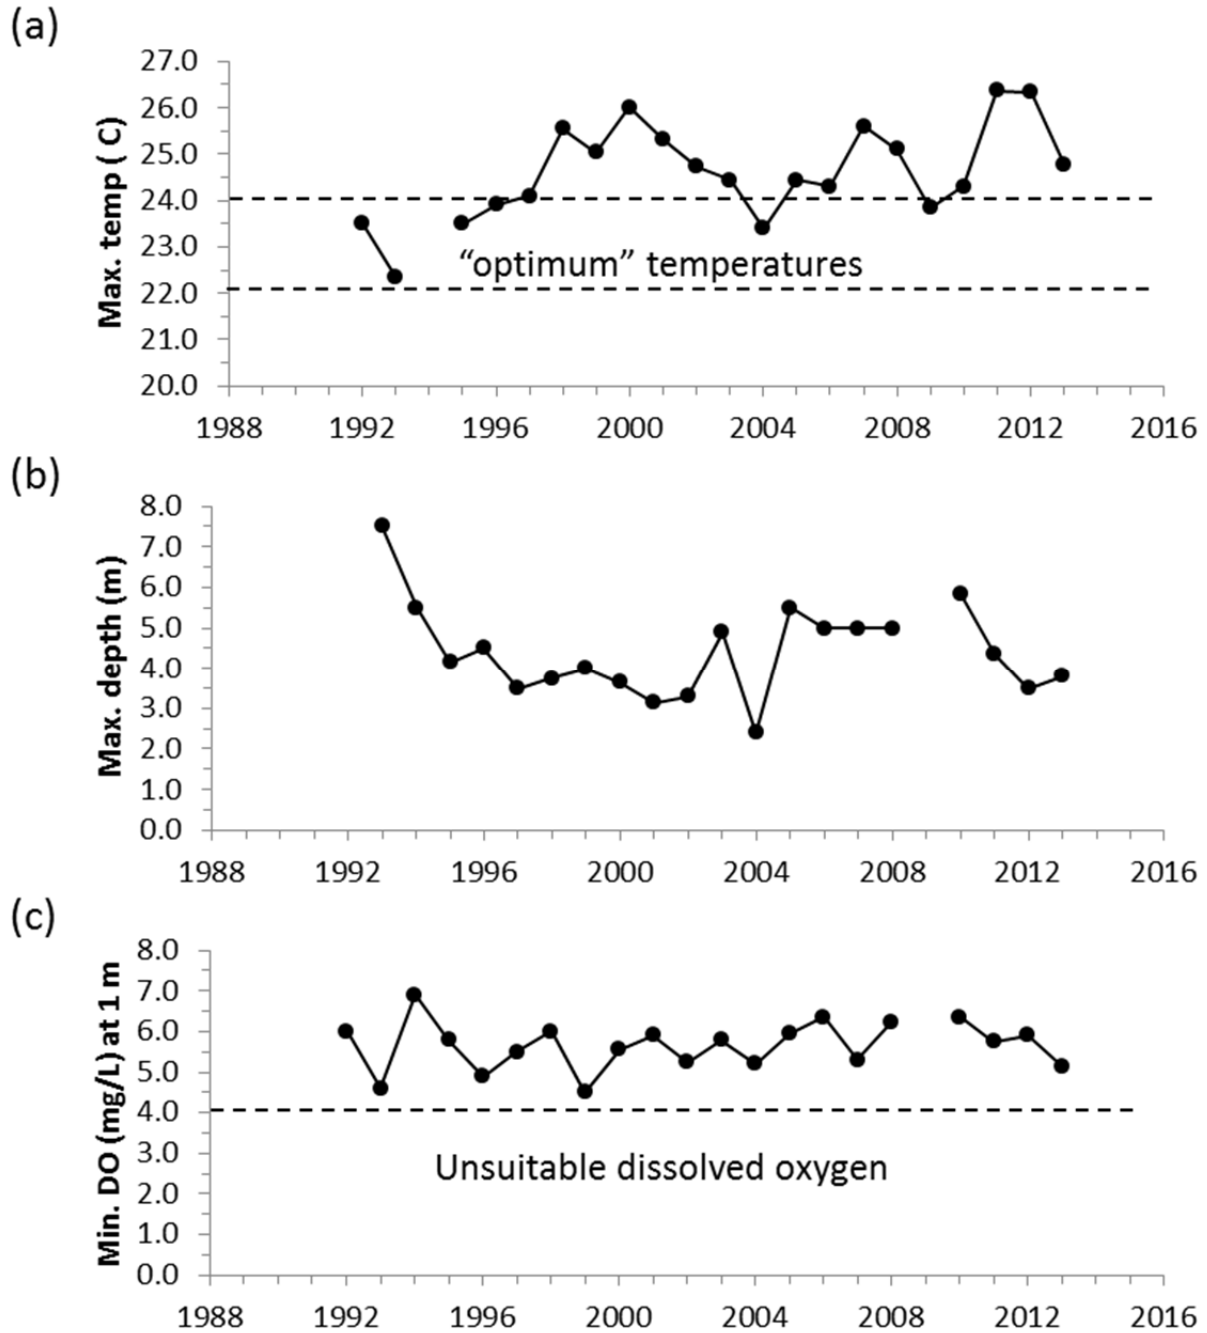 (a)
Max. temp ( C)
27.0
26.0
25.0
24.0
23.0
22.0
21.0
20.0
“optimum” temperatures
1988 1992 1996 2000 2004 2008 2012 2016
(b)
Max. depth (m)
8.0
7.0
6.0
5.0
4.0
3.0
2.0
1.0
0.0
1988 1992 1996 2000 2004 2008 2012 2016
(c)
Min. DO (mg/L) at 1 m
8.0
7.0
6.0
5.0
4.0
3.0
2.0
1.0
0.0
Unsuitable dissolved oxygen
1988 1992 1996 2000 2004 2008 2012 2016